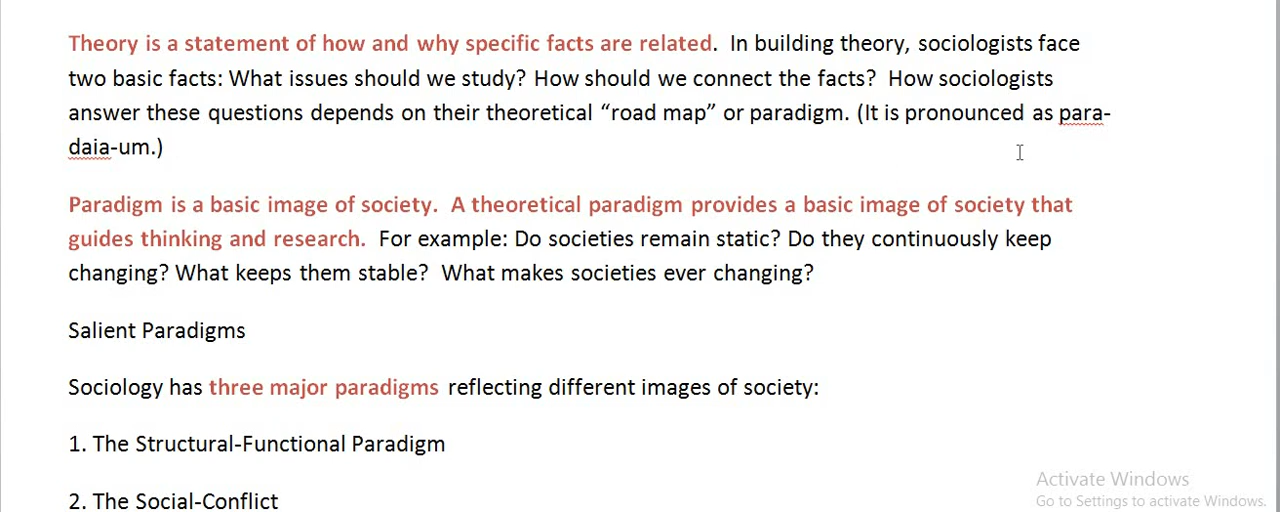 Theory is a statement of how and why specific facts are related.  In building theory, sociologists face
two basic facts: What issues should we study? How should we connect the facts?  How sociologists
answer these questions depends on their theoretical “road map” or paradigm. (It is pronounced as para-
daia-um.)
Paradigm is a basic image of society.  A theoretical paradigm provides a basic image of society that
guides thinking and research.  For example: Do societies remain static? Do they continuously keep
changing? What keeps them stable?  What makes societies ever changing?
Salient Paradigms
Sociology has three major paradigms reflecting different images of society:
1. The Structural-Functional Paradigm
2. The Social-Conflict
Activate Windows
Go to Settings to activate Windows.